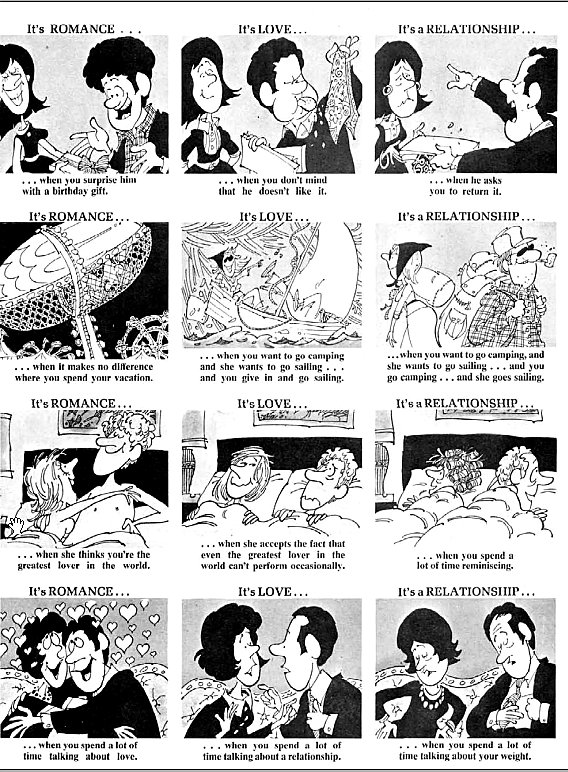 It's ROMANCE . . .
It's LOVE . . .
It's a RELATIONSHIP . . .
. . . when you surprise him
with a birthday gift.
. . . when you don't mind
that he doesn't like it.
. . . when he asks
you to return it.
It's ROMANCE . . .
It's LOVE . . .
It's a RELATIONSHIP . . .
. . . when it makes no difference
where you spend your vacation.
. . . when you want to go camping
and she wants to go sailing . . .
and you give in and go sailing.
. . . when you want to go camping, and
she wants to go sailing . . . and you
go camping . . . and she goes sailing.
It's ROMANCE . . .
It's LOVE . . .
It's a RELATIONSHIP . . .
. . . when she thinks you're the
greatest lover in the world.
. . . when she accepts the fact that
even the greatest lover in the
world can't perform occasionally.
. . . when you spend a
lot of time reminiscing.
It's ROMANCE . . .
It's LOVE . . .
It's a RELATIONSHIP . . .
. . . when you spend a lot of
time talking about love.
. . . when you spend a lot of
time talking about a relationship.
. . . when you spend a lot of
time talking about your weight.